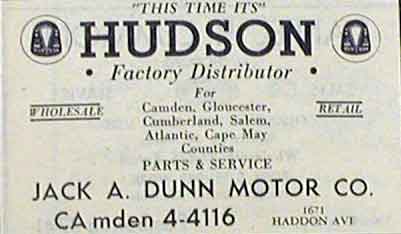 "THIS TIME ITS"
HUDSON
• Factory Distributor •
For
WHOLESALE
Camden, Gloucester,
Cumberland, Salem,
Atlantic, Cape May
Counties
RETAIL
PARTS & SERVICE
JACK A. DUNN MOTOR CO.
CAmden 4-4116
1671
HADDON AVE